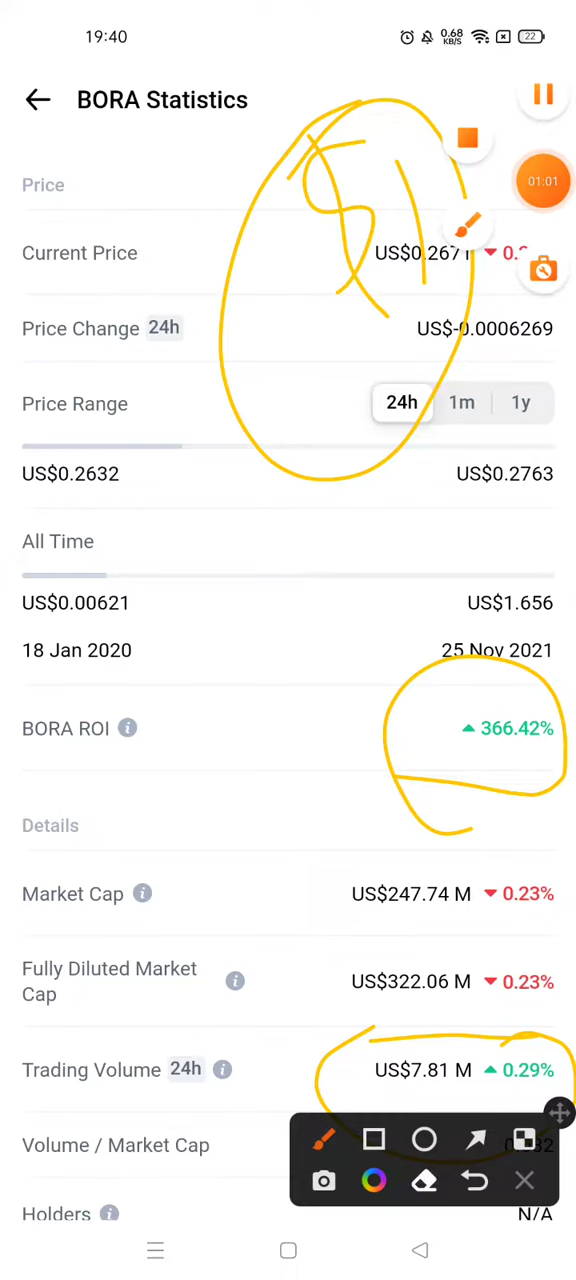 19:40
0.68
KB/S
22
BORA Statistics
01:01
Price
Current Price US$0.2671
Price Change 24h US$-0.0006269
Price Range 24h 1m 1y
US$0.2632 US$0.2763
All Time
US$0.00621 US$1.656
18 Jan 2020 25 Nov 2021
BORA ROI 366.42%
Details
Market Cap US$247.74 M 0.23%
Fully Diluted Market
Cap US$322.06 M 0.23%
Trading Volume 24h US$7.81 M 0.29%
Volume / Market Cap
Holders N/A